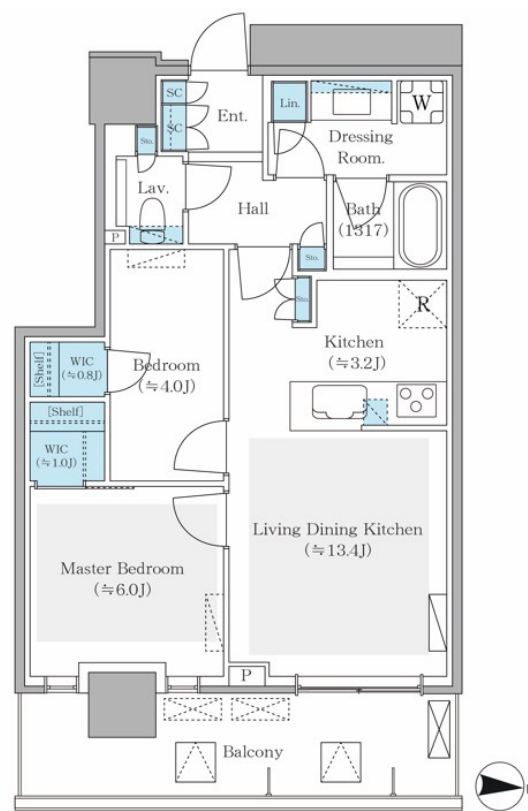 SC
SC
Ent.
Lin.
W
Dressing
Room.
Sto.
Lav.
Hall
Bath
(1317)
P
Sto.
Sto.
R
Kitchen
(≒3.2J)
[Shelf]
WIC
(≒0.8J)
Bedroom
(≒4.0J)
[Shelf]
WIC
(≒1.0J)
Living Dining Kitchen
(≒13.4J)
Master Bedroom
(≒6.0J)
P
Balcony